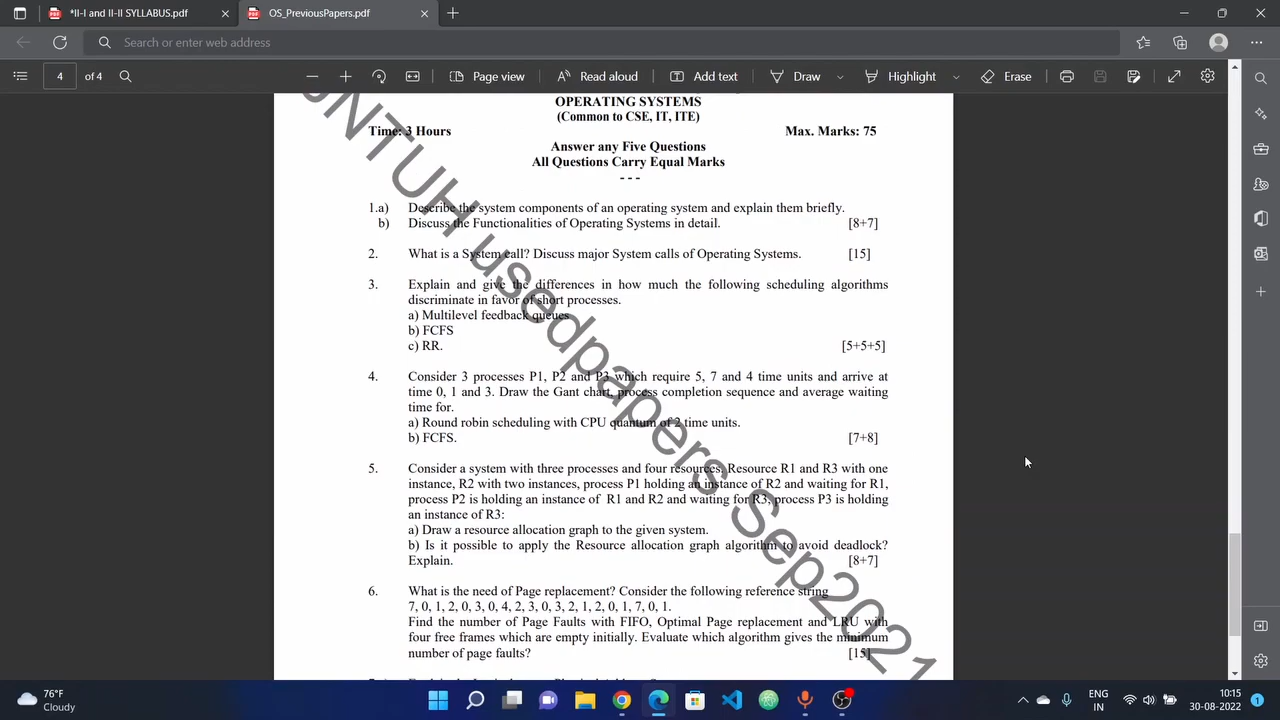 *II-I and II-II SYLLABUS.pdf
OS_PreviousPapers.pdf
Search or enter web address
4 of 4
Page view
Read aloud
Add text
Draw
Highlight
Erase
OPERATING SYSTEMS
(Common to CSE, IT, ITE)
Time: 3 Hours Max. Marks: 75
Answer any Five Questions
All Questions Carry Equal Marks
- - -
1.a) Describe the system components of an operating system and explain them briefly.
b) Discuss the Functionalities of Operating Systems in detail. [8+7]
2. What is a System call? Discuss major System calls of Operating Systems. [15]
3. Explain and give the differences in how much the following scheduling algorithms
discriminate in favor of short processes.
a) Multilevel feedback queues
b) FCFS
c) RR. [5+5+5]
4. Consider 3 processes P1, P2 and P3 which require 5, 7 and 4 time units and arrive at
time 0, 1 and 3. Draw the Gant chart, process completion sequence and average waiting
time for.
a) Round robin scheduling with CPU quantum of 2 time units.
b) FCFS. [7+8]
5. Consider a system with three processes and four resources. Resource R1 and R3 with one
instance, R2 with two instances, process P1 holding an instance of R2 and waiting for R1,
process P2 is holding an instance of R1 and R2 and waiting for R3, process P3 is holding
an instance of R3:
a) Draw a resource allocation graph to the given system.
b) Is it possible to apply the Resource allocation graph algorithm to avoid deadlock?
Explain. [8+7]
6. What is the need of Page replacement? Consider the following reference string
7, 0, 1, 2, 0, 3, 0, 4, 2, 3, 0, 3, 2, 1, 2, 0, 1, 7, 0, 1.
Find the number of Page Faults with FIFO, Optimal Page replacement and LRU with
four free frames which are empty initially. Evaluate which algorithm gives the minimum
number of page faults? [15]
JNTUH usedpapers Sep2021
76°F
Cloudy
ENG
IN
10:15
30-08-2022